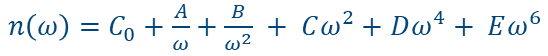 n(ω) = C₀ + A/ω + B/ω² + Cω² + Dω⁴ + Eω⁶